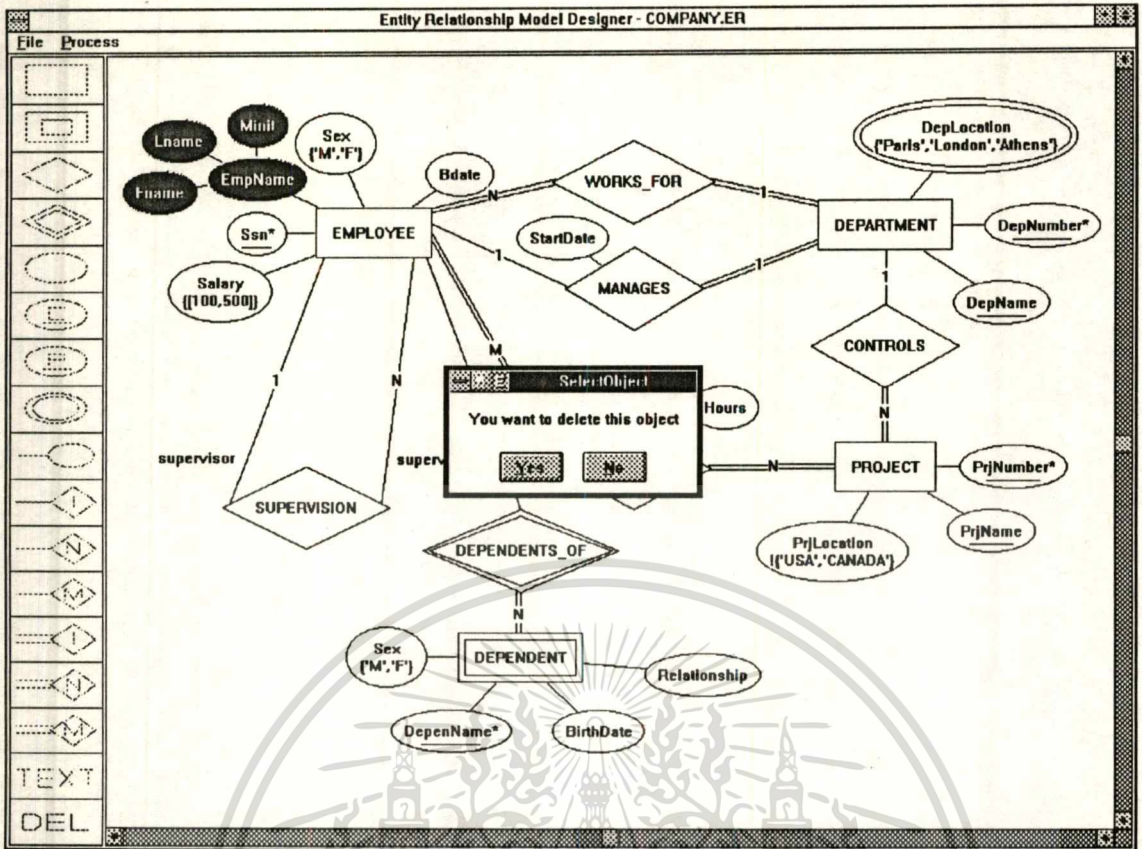 Entity Relationship Model Designer - COMPANY.ER
File Process
Minit
Lname
Sex
{'M','F'}
DepLocation
{'Paris','London','Athens'}
Fname
EmpName
Bdate
N
WORKS_FOR
1
Ssn*
EMPLOYEE
StartDate
DEPARTMENT
DepNumber*
1
1
Salary
{[100,500]}
MANAGES
1
DepName
CONTROLS
M
1
N
SelectObject
You want to delete this object
Hours
N
Yes
No
supervisor
superv
N
PROJECT
PrjNumber*
SUPERVISION
PrjName
DEPENDENTS_OF
PrjLocation
!{'USA','CANADA'}
N
Sex
{'M','F'}
DEPENDENT
Relationship
DepenName*
BirthDate
1
N
M
1
N
M
TEXT
DEL